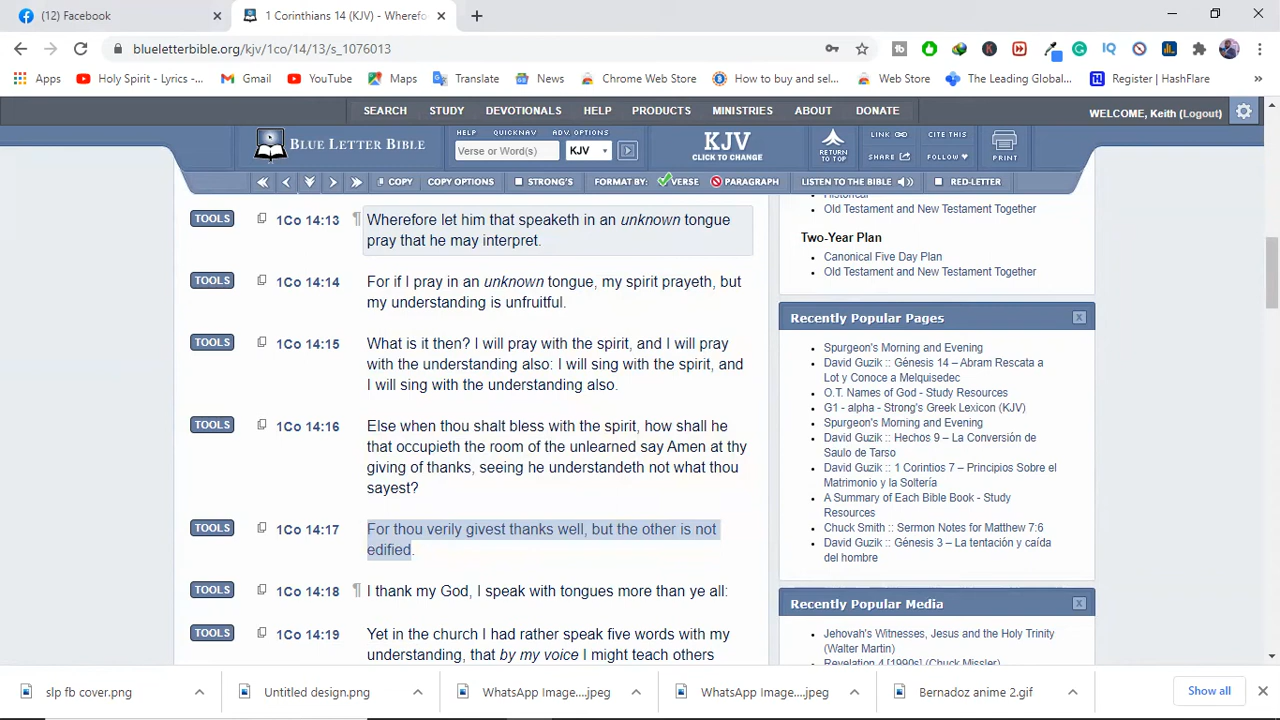 (12) Facebook
1 Corinthians 14 (KJV) - Wherefo
blueletterbible.org/kjv/1co/14/13/s_1076013
Apps
Holy Spirit - Lyrics -...
Gmail
YouTube
Maps
Translate
News
Chrome Web Store
How to buy and sel...
Web Store
The Leading Global...
Register | HashFlare
SEARCH STUDY DEVOTIONALS HELP PRODUCTS MINISTRIES ABOUT DONATE
WELCOME, Keith (Logout)
BLUE LETTER BIBLE
HELP QUICKNAV ADV. OPTIONS
Verse or Word(s)
KJV
KJV
CLICK TO CHANGE
RETURN
TO TOP
LINK
SHARE
CITE THIS
FOLLOW
PRINT
COPY COPY OPTIONS STRONG'S FORMAT BY: VERSE PARAGRAPH LISTEN TO THE BIBLE RED-LETTER
TOOLS 1Co 14:13 ¶ Wherefore let him that speaketh in an unknown tongue
pray that he may interpret.
TOOLS 1Co 14:14 For if I pray in an unknown tongue, my spirit prayeth, but
my understanding is unfruitful.
TOOLS 1Co 14:15 What is it then? I will pray with the spirit, and I will pray
with the understanding also: I will sing with the spirit, and
I will sing with the understanding also.
TOOLS 1Co 14:16 Else when thou shalt bless with the spirit, how shall he
that occupieth the room of the unlearned say Amen at thy
giving of thanks, seeing he understandeth not what thou
sayest?
TOOLS 1Co 14:17 For thou verily givest thanks well, but the other is not
edified.
TOOLS 1Co 14:18 ¶ I thank my God, I speak with tongues more than ye all:
TOOLS 1Co 14:19 Yet in the church I had rather speak five words with my
understanding, that by my voice I might teach others
Historical
Old Testament and New Testament Together
Two-Year Plan
Canonical Five Day Plan
Old Testament and New Testament Together
Recently Popular Pages
x
Spurgeon's Morning and Evening
David Guzik :: Génesis 14 – Abram Rescata a
Lot y Conoce a Melquisedec
O.T. Names of God - Study Resources
G1 - alpha - Strong's Greek Lexicon (KJV)
Spurgeon's Morning and Evening
David Guzik :: Hechos 9 – La Conversión de
Saulo de Tarso
David Guzik :: 1 Corintios 7 – Principios Sobre el
Matrimonio y la Soltería
A Summary of Each Bible Book - Study
Resources
Chuck Smith :: Sermon Notes for Matthew 7:6
David Guzik :: Génesis 3 – La tentación y caída
del hombre
Recently Popular Media
x
Jehovah's Witnesses, Jesus and the Holy Trinity
(Walter Martin)
Revelation 4 [1990s] (Chuck Missler)
slp fb cover.png
Untitled design.png
WhatsApp Image....jpeg
WhatsApp Image....jpeg
Bernadoz anime 2.gif
Show all